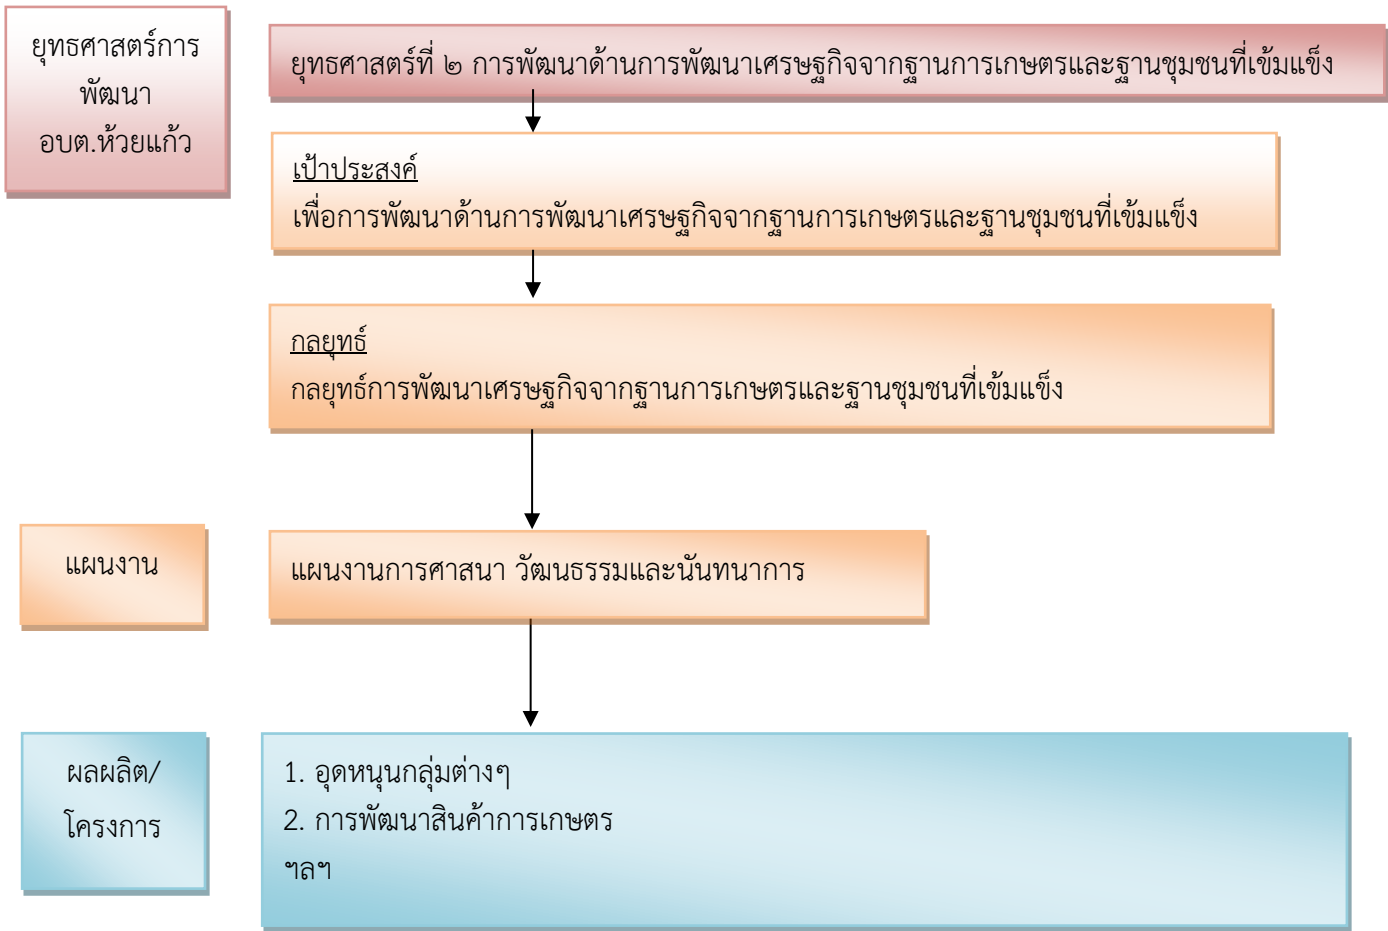 ยุทธศาสตร์การ
พัฒนา
อบต.ห้วยแก้ว
ยุทธศาสตร์ที่ ๒ การพัฒนาด้านการพัฒนาเศรษฐกิจจากฐานการเกษตรและฐานชุมชนที่เข้มแข็ง
เป้าประสงค์
เพื่อการพัฒนาด้านการพัฒนาเศรษฐกิจจากฐานการเกษตรและฐานชุมชนที่เข้มแข็ง
กลยุทธ์
กลยุทธ์การพัฒนาเศรษฐกิจจากฐานการเกษตรและฐานชุมชนที่เข้มแข็ง
แผนงาน
แผนงานการศาสนา วัฒนธรรมและนันทนาการ
ผลผลิต/
โครงการ
1. อุดหนุนกลุ่มต่างๆ
2. การพัฒนาสินค้าการเกษตร
ฯลฯ